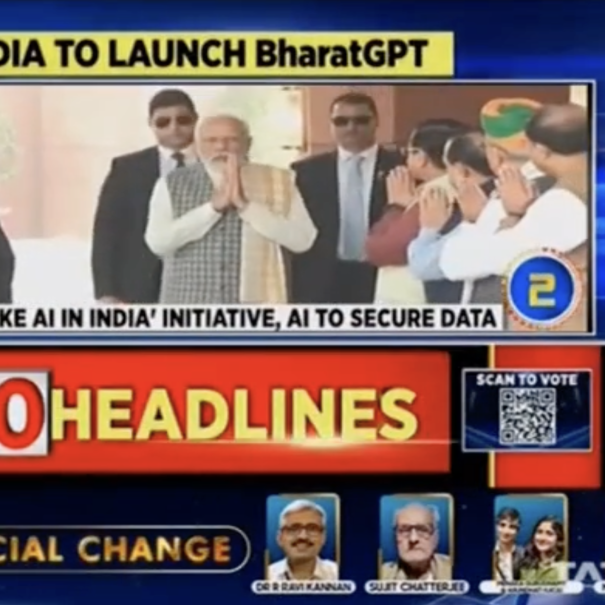 DIA TO LAUNCH BharatGPT
KE AI IN INDIA' INITIATIVE, AI TO SECURE DATA
2
0 HEADLINES
SCAN TO VOTE
CIAL CHANGE
DR R RAVI KANNAN
SUJIT CHATTERJEE
TAT